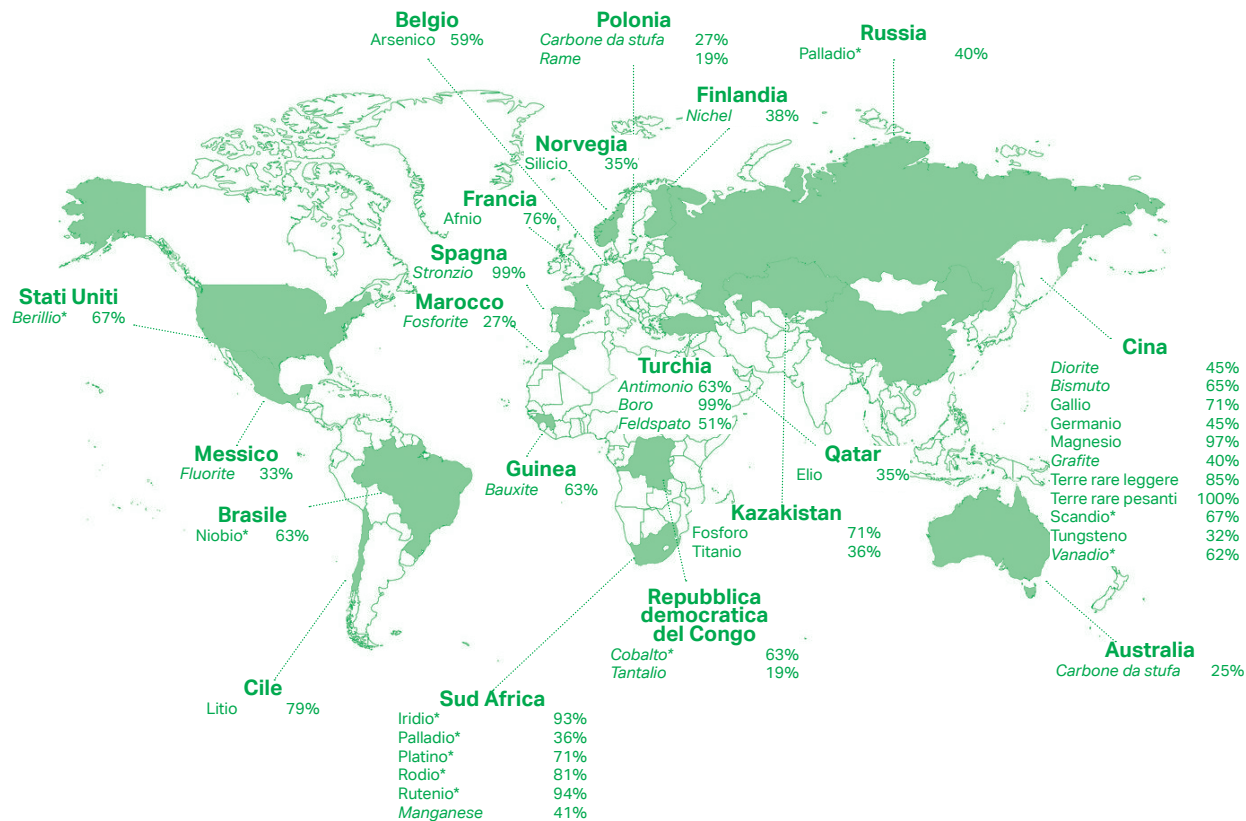 Belgio
Arsenico 59%
Polonia
Carbone da stufa 27%
Rame 19%
Russia
Palladio* 40%
Finlandia
Nichel 38%
Norvegia
Silicio 35%
Francia
Afnio 76%
Spagna
Stronzio 99%
Stati Uniti
Berillio* 67%
Marocco
Fosforite 27%
Cina
Diorite 45%
Bismuto 65%
Gallio 71%
Germanio 45%
Magnesio 97%
Grafite 40%
Terre rare leggere 85%
Terre rare pesanti 100%
Scandio* 67%
Tungsteno 32%
Vanadio* 62%
Turchia
Antimonio 63%
Boro 99%
Feldspato 51%
Messico
Fluorite 33%
Guinea
Bauxite 63%
Qatar
Elio 35%
Brasile
Niobio* 63%
Kazakistan
Fosforo 71%
Titanio 36%
Repubblica
democratica
del Congo
Cobalto* 63%
Tantalio 19%
Australia
Carbone da stufa 25%
Cile
Litio 79%
Sud Africa
Iridio* 93%
Palladio* 36%
Platino* 71%
Rodio* 81%
Rutenio* 94%
Manganese 41%